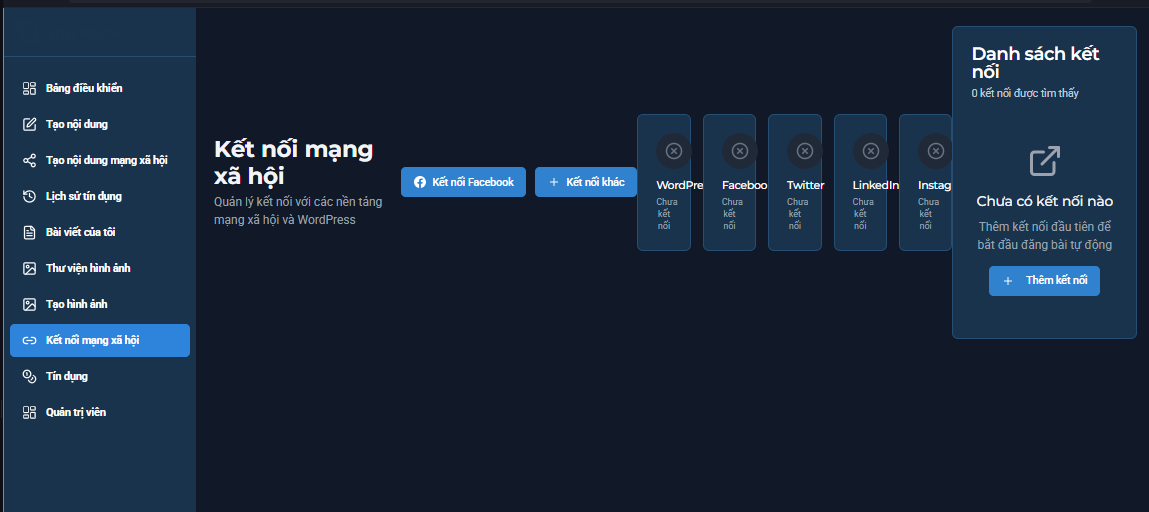 Bảng điều khiển
Tạo nội dung
Tạo nội dung mạng xã hội
Lịch sử tín dụng
Bài viết của tôi
Thư viện hình ảnh
Tạo hình ảnh
Kết nối mạng xã hội
Tín dụng
Quản trị viên
Kết nối mạng
xã hội
Quản lý kết nối với các nền tảng
mạng xã hội và WordPress
Kết nối Facebook
Kết nối khác
WordPre
Chưa
kết
nối
Faceboo
Chưa
kết
nối
Twitter
Chưa
kết
nối
LinkedIn
Chưa
kết
nối
Instag
Chưa
kết
nối
Danh sách kết
nối
0 kết nối được tìm thấy
Chưa có kết nối nào
Thêm kết nối đầu tiên để
bắt đầu đăng bài tự động
Thêm kết nối